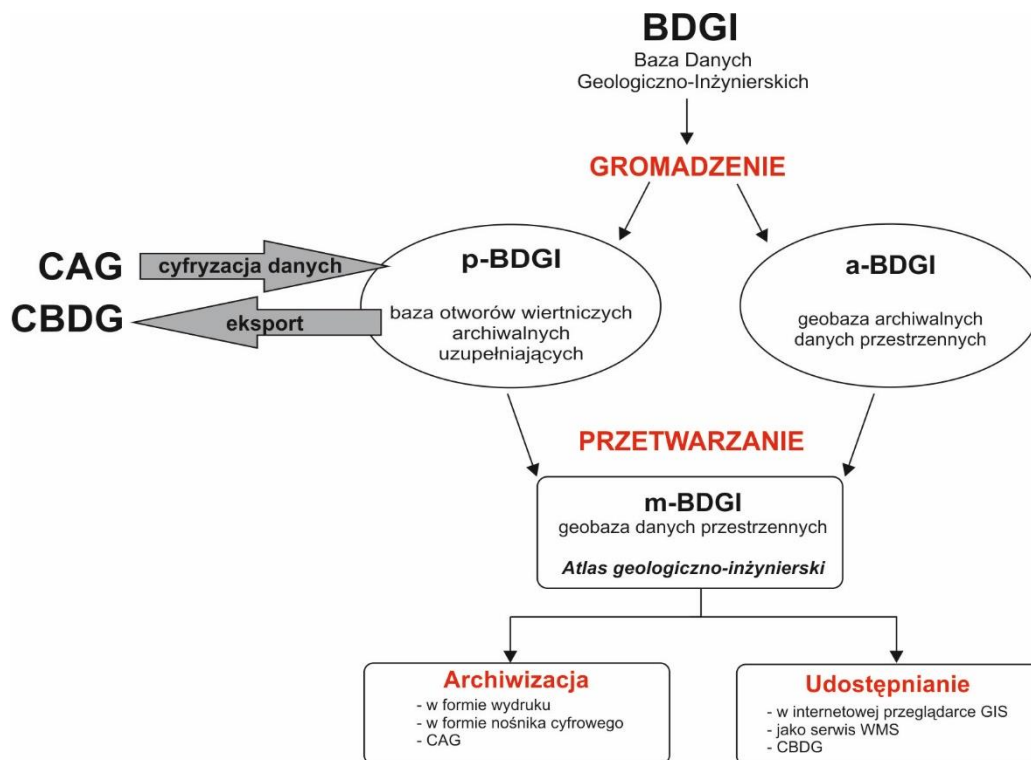 BDGI
Baza Danych
Geologiczno-Inżynierskich
GROMADZENIE
CAG
cyfryzacja danych
CBDG
eksport
p-BDGI
baza otworów wiertniczych
archiwalnych
uzupełniających
a-BDGI
geobaza archiwalnych
danych przestrzennych
PRZETWARZANIE
m-BDGI
geobaza danych przestrzennych
Atlas geologiczno-inżynierski
Archiwizacja
- w formie wydruku
- w formie nośnika cyfrowego
- CAG
Udostępnianie
- w internetowej przeglądarce GIS
- jako serwis WMS
- CBDG